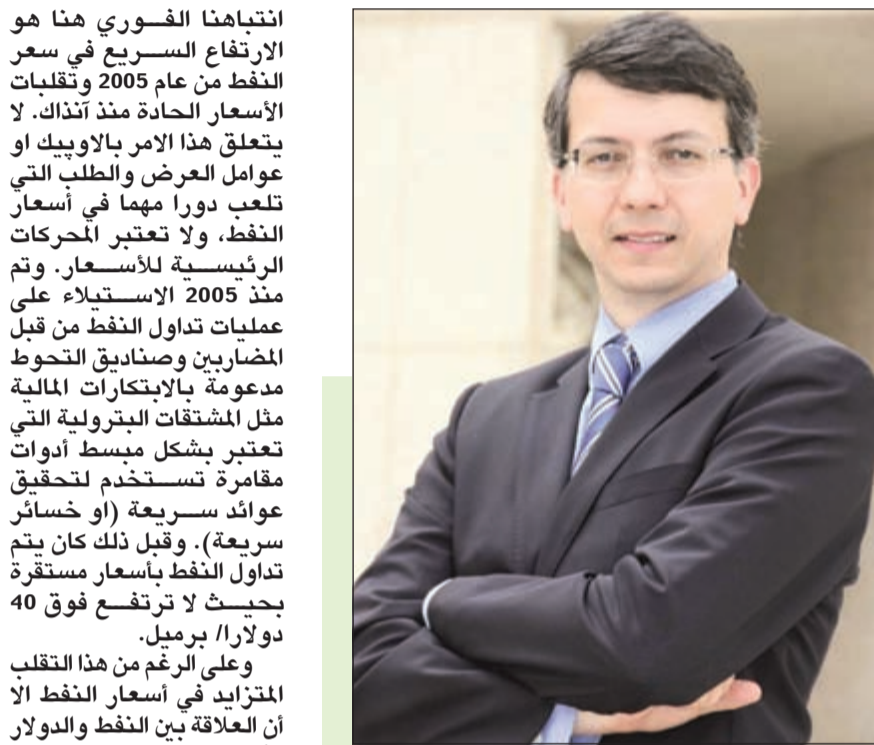 انتباهنا الفوري هنا هو
الارتفاع السريع في سعر
النفط من عام 2005 وتقلبات
الأسعار الحادة منذ آنذاك. لا
يتعلق هذا الامر بالاوپيك او
عوامل العرض والطلب التي
تلعب دورا مهما في أسعار
النفط، ولا تعتبر المحركات
الرئيسية للأسعار. وتم
منذ 2005 الاستيلاء على
عمليات تداول النفط من قبل
المضاربين وصناديق التحوط
مدعومة بالابتكارات المالية
مثل المشتقات البترولية التي
تعتبر بشكل مبسط أدوات
مقامرة تستخدم لتحقيق
عوائد سريعة (او خسائر
سريعة). وقبل ذلك كان يتم
تداول النفط بأسعار مستقرة
بحيث لا ترتفع فوق 40
دولارا/ برميل.
وعلى الرغم من هذا التقلب
المتزايد في أسعار النفط الا
أن العلاقة بين النفط والدولار